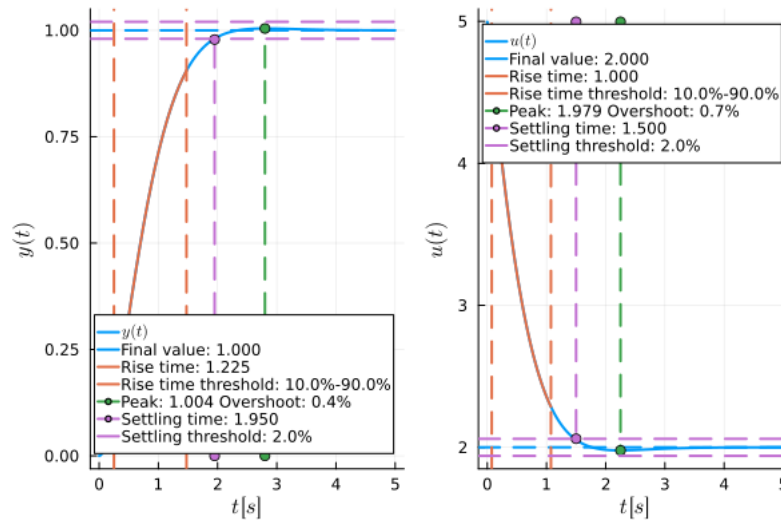 1.00
0.75
0.50
0.25
0.00
y(t)
y(t)
Final value: 1.000
Rise time: 1.225
Rise time threshold: 10.0%-90.0%
Peak: 1.004 Overshoot: 0.4%
Settling time: 1.950
Settling threshold: 2.0%
0 1 2 3 4 5
t[s]
5
4
3
2
u(t)
u(t)
Final value: 2.000
Rise time: 1.000
Rise time threshold: 10.0%-90.0%
Peak: 1.979 Overshoot: 0.7%
Settling time: 1.500
Settling threshold: 2.0%
0 1 2 3 4 5
t[s]